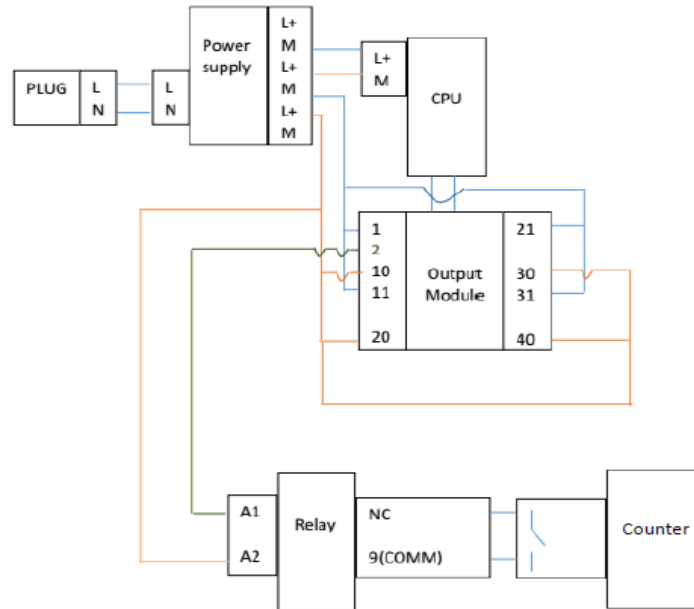 PLUG
L
N
L
N
Power
supply
L+
M
L+
M
L+
M
L+
M
CPU
1
2
10
11
20
Output
Module
21
30
31
40
A1
A2
Relay
NC
9(COMM)
Counter